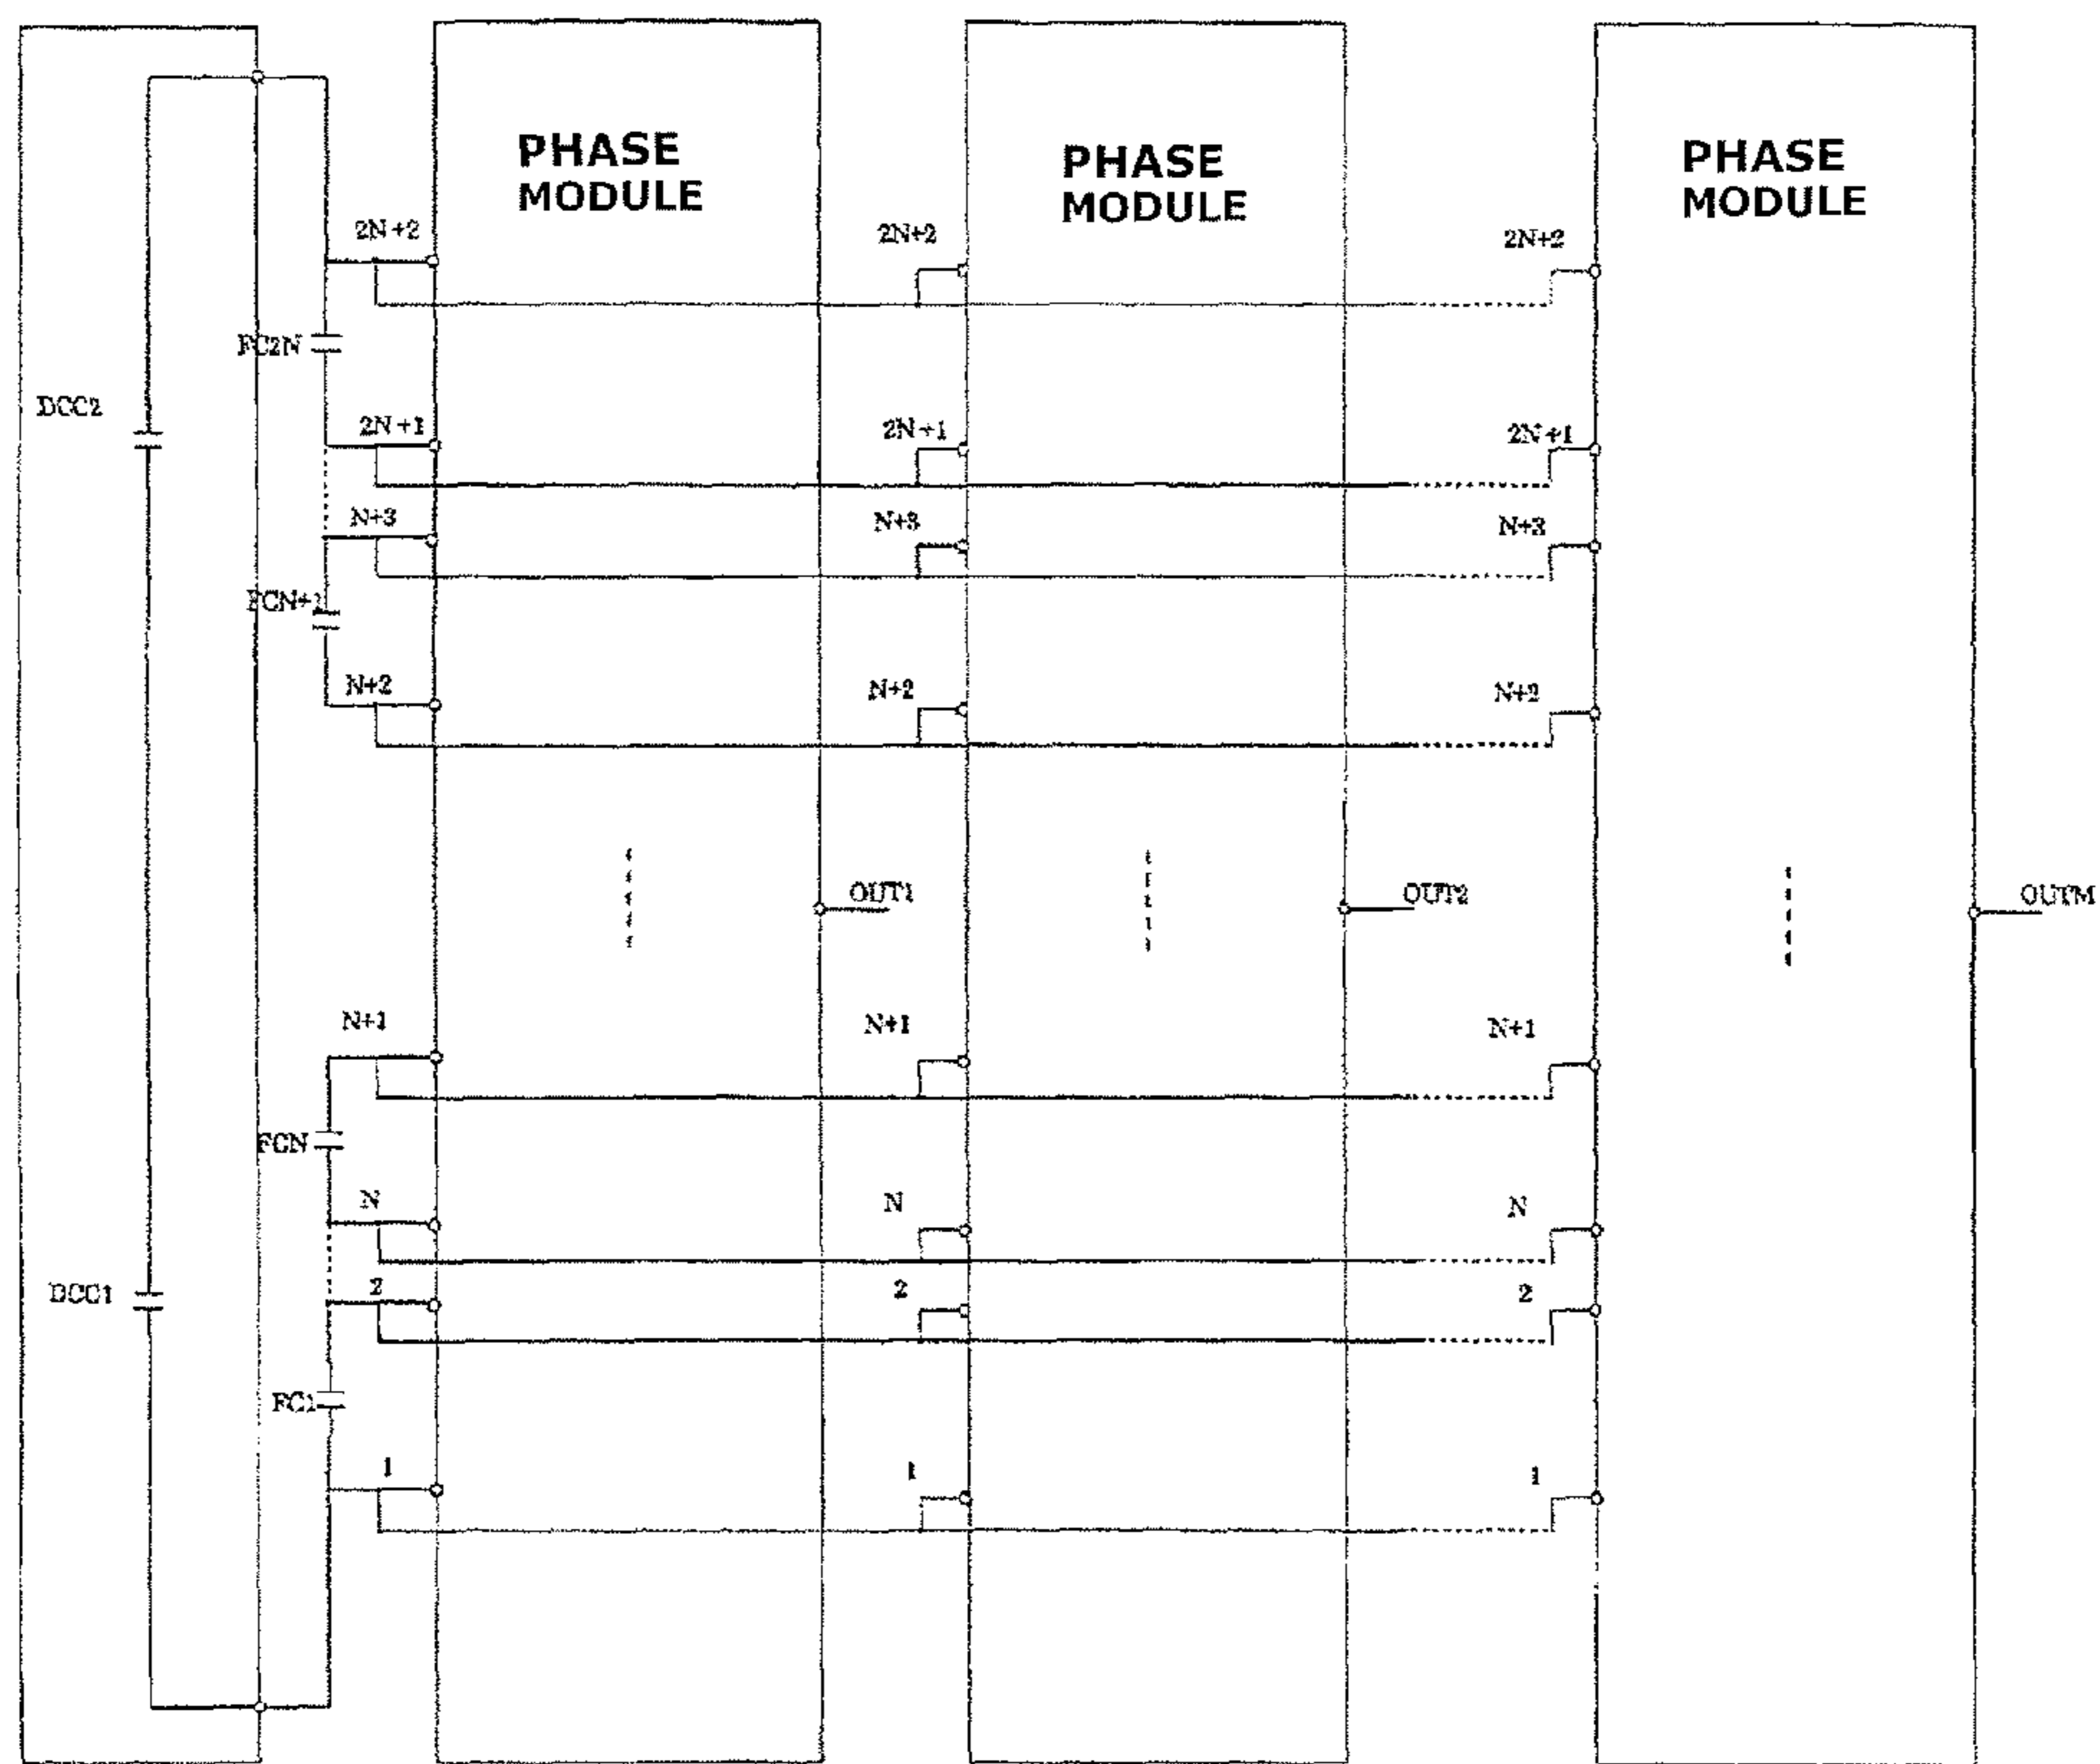 PHASE
MODULE
PHASE
MODULE
PHASE
MODULE
2N+2
2N+2
2N+2
FC2N
DCC2
2N+1
2N+1
2N+1
N+3
N+3
N+3
FCN+1
N+2
N+2
N+2
OUT1
OUT2
OUTM
N+1
N+1
N+1
FCN
N
N
N
DCC1
2
2
2
FC1
1
1
1